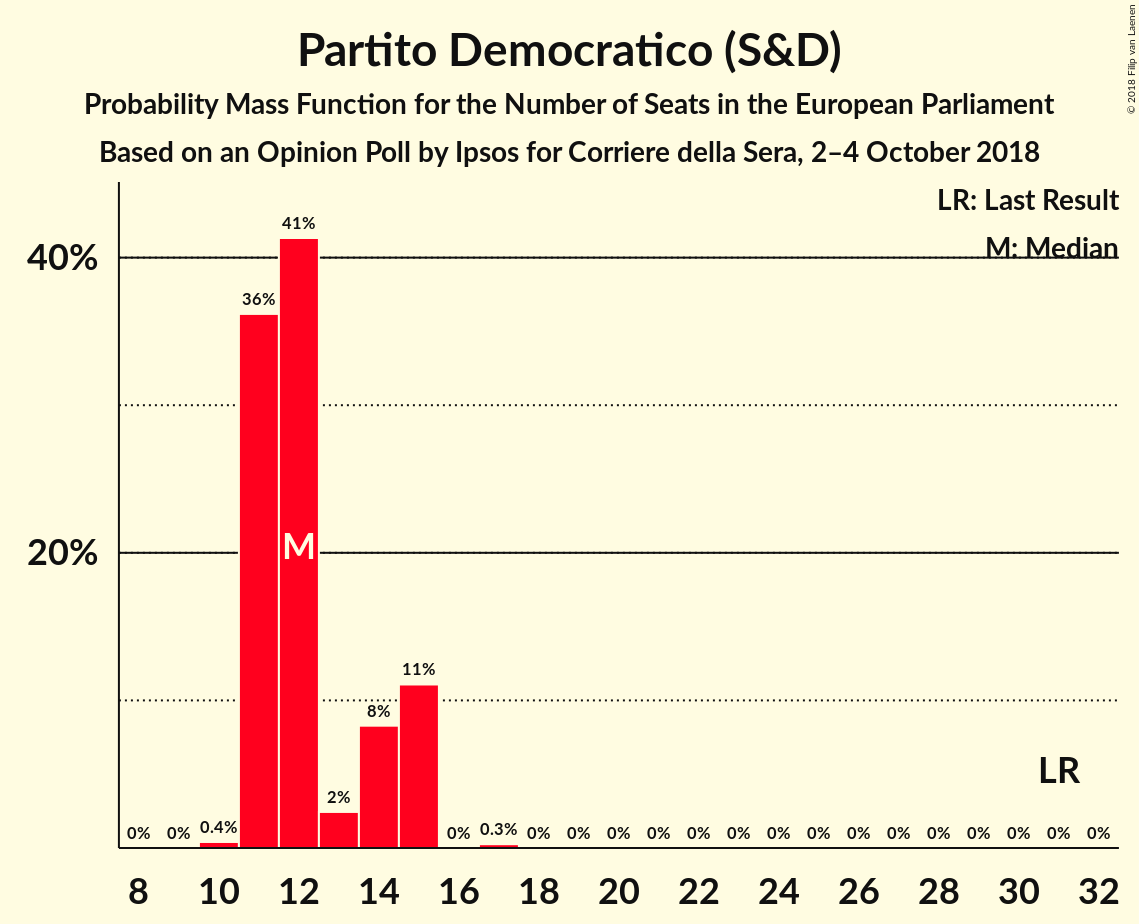 Partito Democratico (S&D)
Probability Mass Function for the Number of Seats in the European Parliament
Based on an Opinion Poll by Ipsos for Corriere della Sera, 2–4 October 2018
© 2018 Filip van Laenen
LR: Last Result
M: Median
40%
20%
0% 0% 0.4% 36% 41% 2% 8% 11% 0% 0.3% 0% 0% 0% 0% 0% 0% 0% 0% 0% 0% 0% 0% 0% 0% 0%
M
LR
8 10 12 14 16 18 20 22 24 26 28 30 32